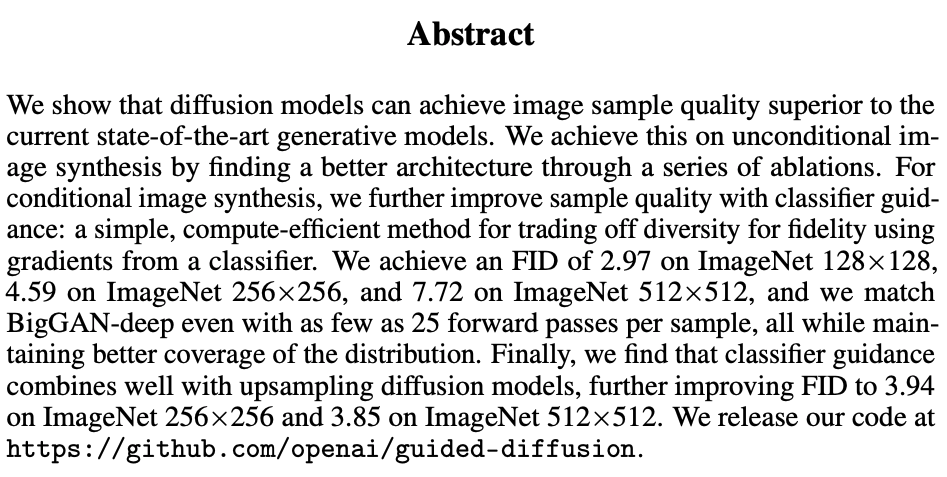 Abstract
We show that diffusion models can achieve image sample quality superior to the
current state-of-the-art generative models. We achieve this on unconditional im-
age synthesis by finding a better architecture through a series of ablations. For
conditional image synthesis, we further improve sample quality with classifier guid-
ance: a simple, compute-efficient method for trading off diversity for fidelity using
gradients from a classifier. We achieve an FID of 2.97 on ImageNet 128×128,
4.59 on ImageNet 256×256, and 7.72 on ImageNet 512×512, and we match
BigGAN-deep even with as few as 25 forward passes per sample, all while main-
taining better coverage of the distribution. Finally, we find that classifier guidance
combines well with upsampling diffusion models, further improving FID to 3.94
on ImageNet 256×256 and 3.85 on ImageNet 512×512. We release our code at
https://github.com/openai/guided-diffusion.